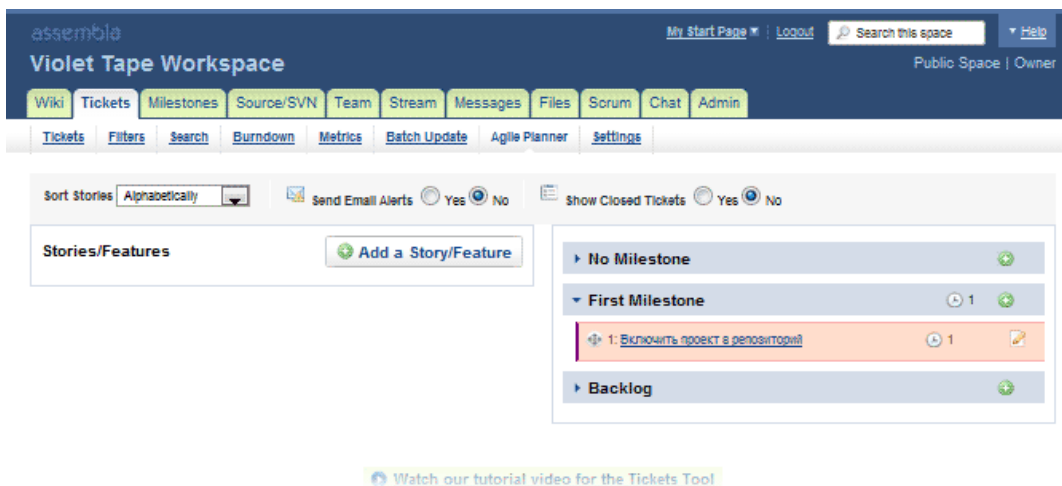 assembla
My Start Page Logout Search this space Help
Violet Tape Workspace
Public Space | Owner
Wiki Tickets Milestones Source/SVN Team Stream Messages Files Scrum Chat Admin
Tickets Filters Search Burndown Metrics Batch Update Agile Planner Settings
Sort Stories Alphabetically Send Email Alerts Yes No Show Closed Tickets Yes No
Stories/Features Add a Story/Feature
No Milestone
First Milestone 1
1: Включить проект в репозиторий 1
Backlog
Watch our tutorial video for the Tickets Tool